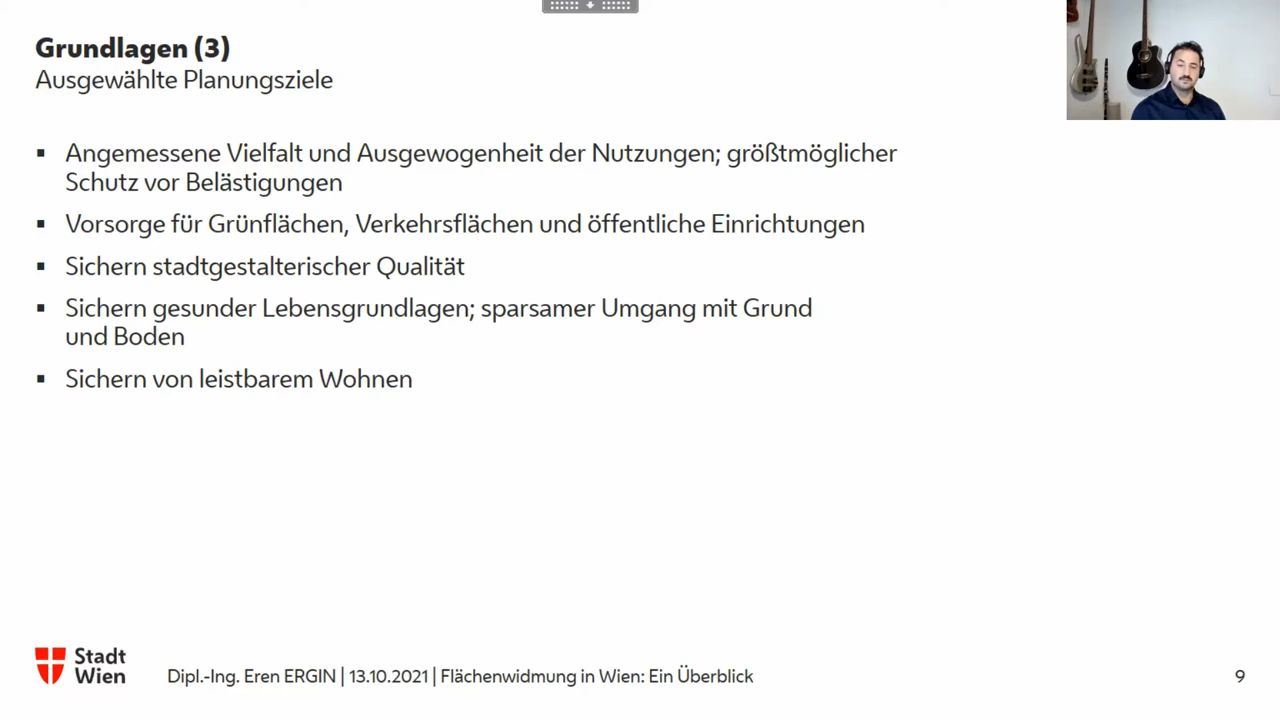 Grundlagen (3)
Ausgewählte Planungsziele
▪ Angemessene Vielfalt und Ausgewogenheit der Nutzungen; größtmöglicher
Schutz vor Belästigungen
▪ Vorsorge für Grünflächen, Verkehrsflächen und öffentliche Einrichtungen
▪ Sichern stadtgestalterischer Qualität
▪ Sichern gesunder Lebensgrundlagen; sparsamer Umgang mit Grund
und Boden
▪ Sichern von leistbarem Wohnen
Stadt
Wien
Dipl.-Ing. Eren ERGIN | 13.10.2021 | Flächenwidmung in Wien: Ein Überblick
9